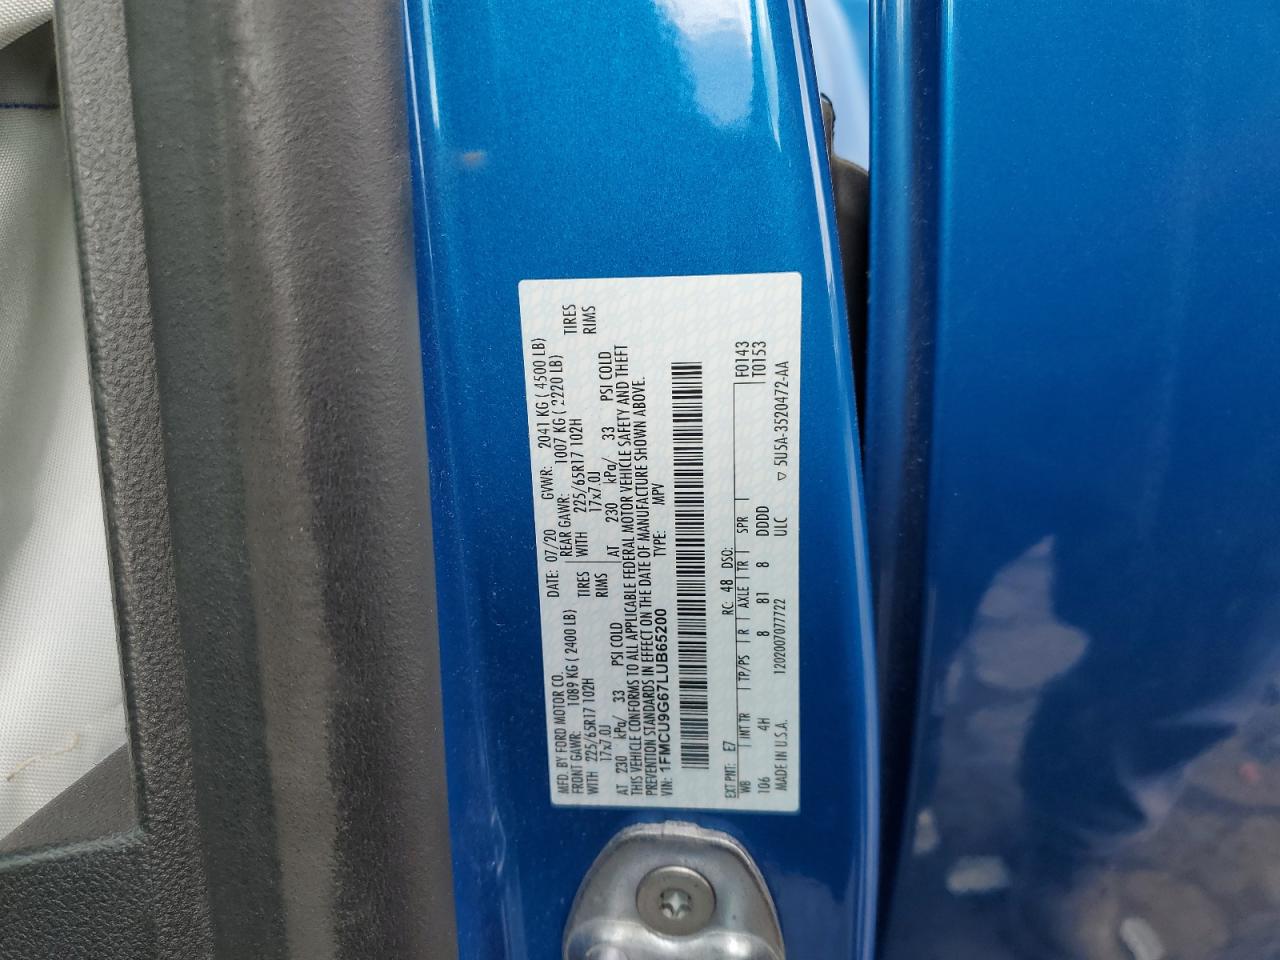 MFD. BY FORD MOTOR CO. DATE: 07/20 GVWR: 2041 KG ( 4500 LB)
FRONT GAWR: 1089 KG ( 2400 LB) REAR GAWR: 1007 KG ( 2220 LB)
WITH 225/65R17 102H TIRES WITH 225/65R17 102H TIRES
17x7.0J RIMS 17x7.0J RIMS
AT 230 kPa/ 33 PSI COLD AT 230 kPa/ 33 PSI COLD
THIS VEHICLE CONFORMS TO ALL APPLICABLE FEDERAL MOTOR VEHICLE SAFETY AND THEFT
PREVENTION STANDARDS IN EFFECT ON THE DATE OF MANUFACTURE SHOWN ABOVE.
VIN: 1FMCU9G67LUB65200 TYPE: MPV
EXT PNT: E7 RC: 48 DSO: F0143
WB INT TR TP/PS R AXLE TR SPR T0153
106 4H 8 81 8 DDDD
MADE IN U.S.A. 1202007077722 ULC ▽ 5U5A-3520472-AA